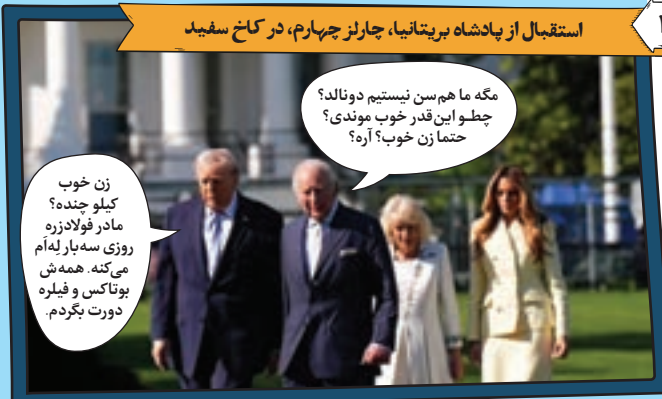 استقبال از پادشاه بریتانیا، چارلز چهارم، در کاخ سفید
مگه ما هم‌سن نیستیم دونالد؟
چطـو این‌قدر خوب موندی؟
حتما زن خوب؟ آره؟
زن خوب
کیلو چنده؟
مادر فولادزره
روزی سه‌بار لِه‌اَم
می‌کنه. همه‌ش
بوتاکس و فیلره
دورت بگردم.